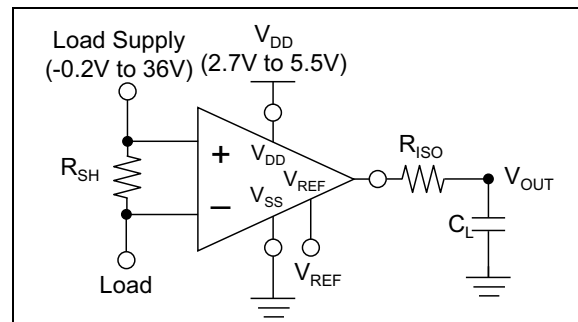 Load Supply
(-0.2V to 36V)
VDD
(2.7V to 5.5V)
RSH
+
VDD
RISO
VREF
VOUT
VSS
–
CL
Load
VREF